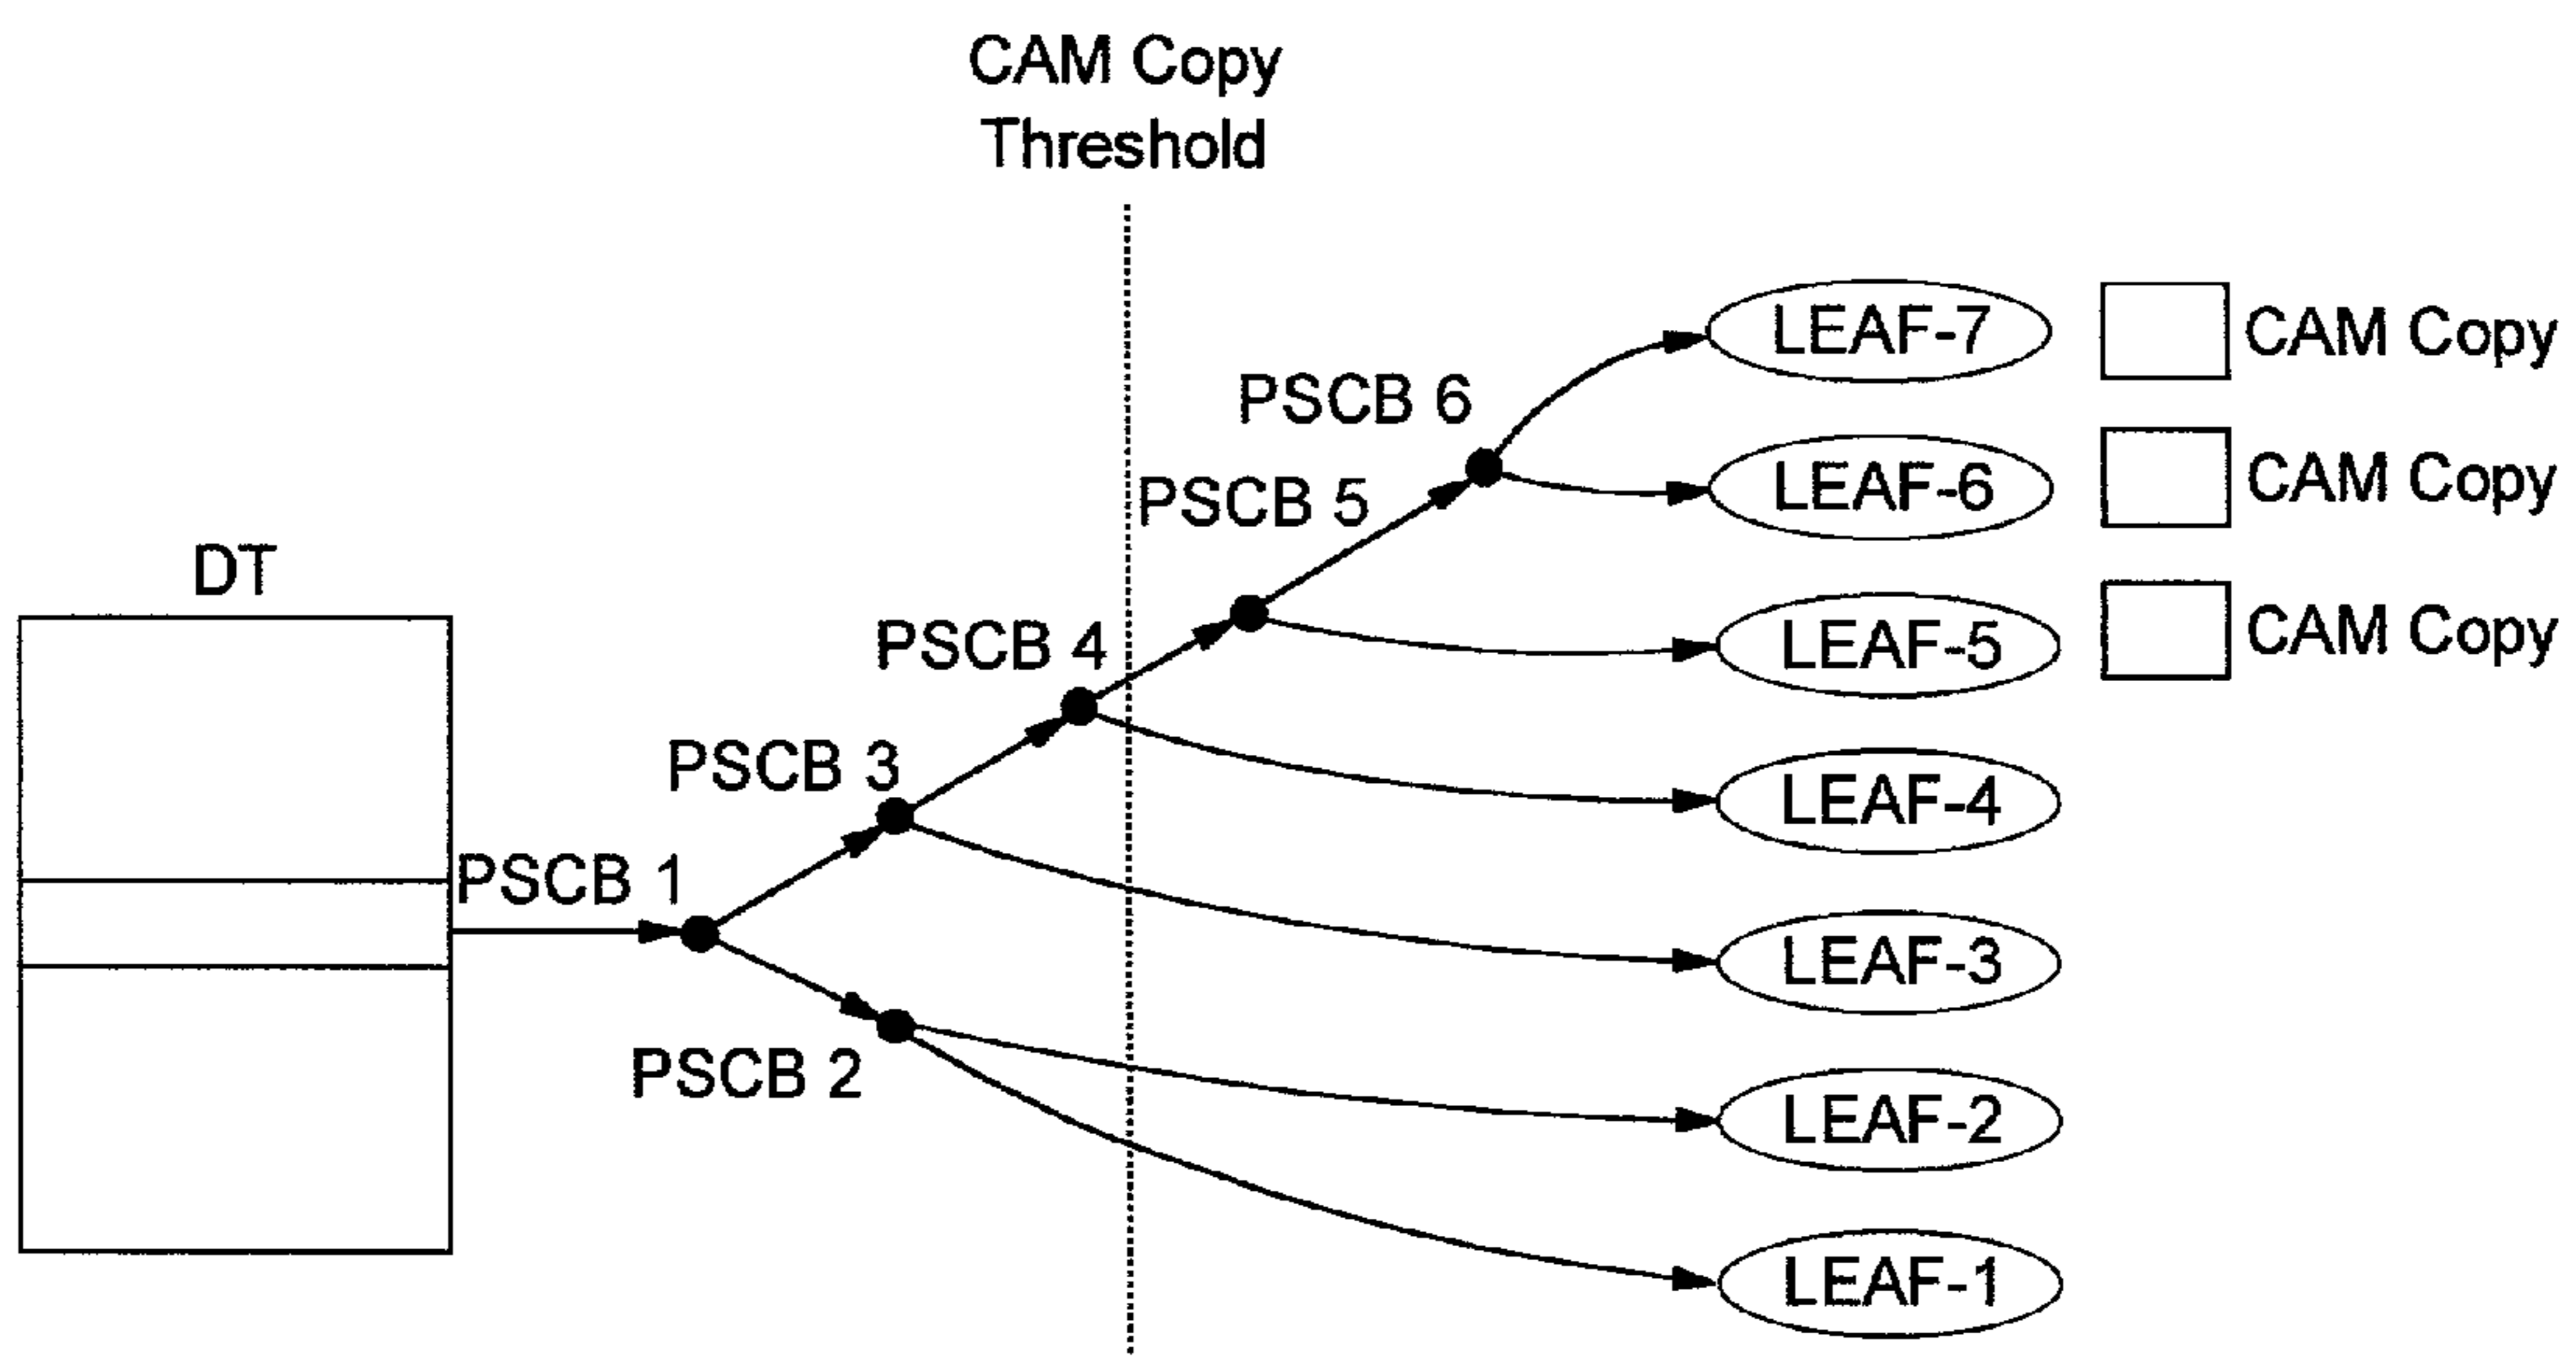 CAM Copy
Threshold
LEAF-7
CAM Copy
PSCB 6
LEAF-6
CAM Copy
PSCB 5
DT
LEAF-5
CAM Copy
PSCB 4
PSCB 3
LEAF-4
PSCB 1
LEAF-3
PSCB 2
LEAF-2
LEAF-1